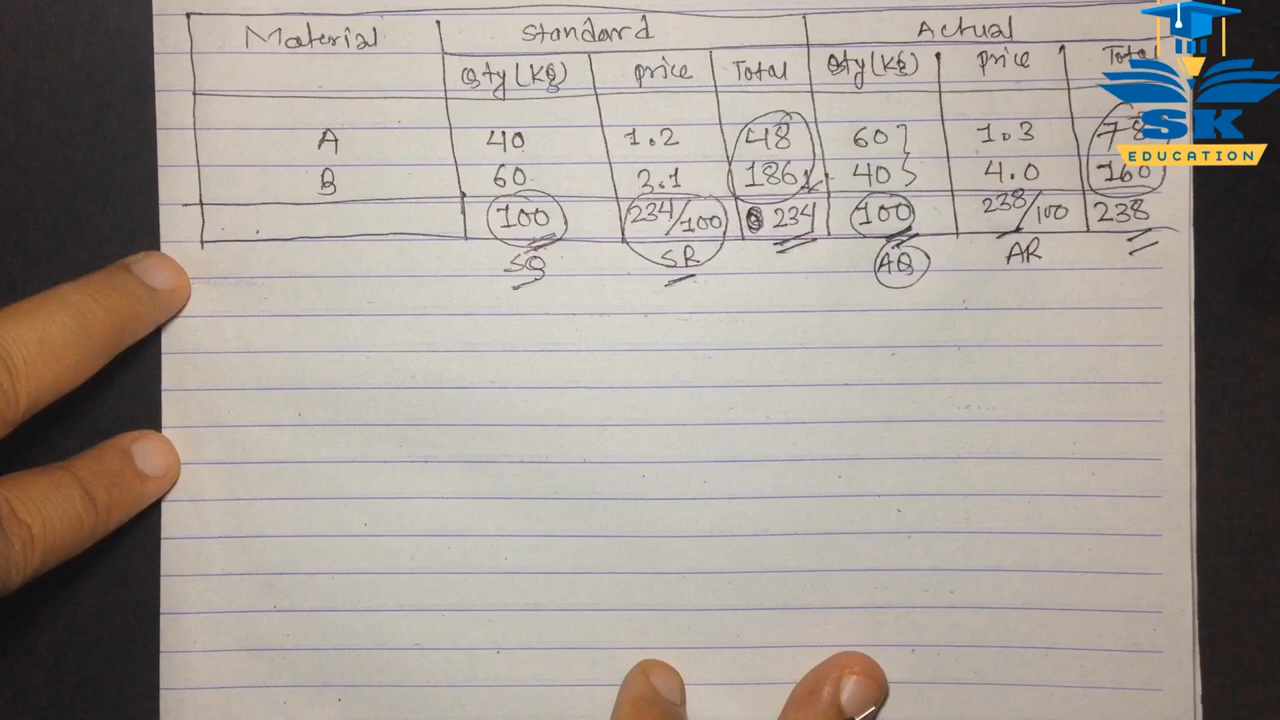 Material Standard Actual
Qty (KG) price Total Qty (KG) price Total
A 40 1.2 48 60 1.3 78
B 60 3.1 186 40 4.0 160
100 234/100 234 100 238/100 238
SQ SR AQ AR
SK
EDUCATION